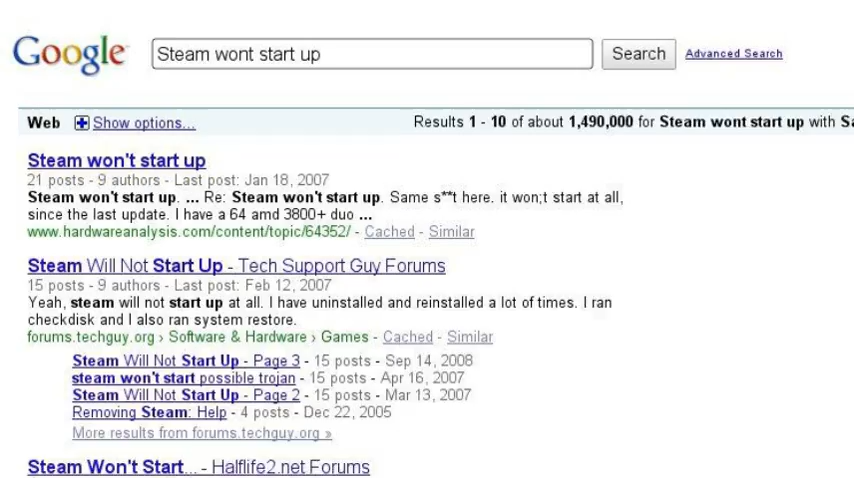 Google Steam wont start up Search Advanced Search
Web Show options... Results 1 - 10 of about 1,490,000 for Steam wont start up with
Steam won't start up
21 posts - 9 authors - Last post: Jan 18, 2007
Steam won't start up. ... Re: Steam won't start up. Same s**t here. it won;t start at all,
since the last update. I have a 64 amd 3800+ duo ...
www.hardwareanalysis.com/content/topic/64352/ - Cached - Similar
Steam Will Not Start Up - Tech Support Guy Forums
15 posts - 9 authors - Last post: Feb 12, 2007
Yeah, steam will not start up at all. I have uninstalled and reinstalled a lot of times. I ran
checkdisk and I also ran system restore.
forums.techguy.org › Software & Hardware › Games - Cached - Similar
Steam Will Not Start Up - Page 3 - 15 posts - Sep 14, 2008
steam won't start possible trojan - 15 posts - Apr 16, 2007
Steam Will Not Start Up - Page 2 - 15 posts - Mar 13, 2007
Removing Steam: Help - 4 posts - Dec 22, 2005
More results from forums.techguy.org »
Steam Won't Start... - Halflife2.net Forums